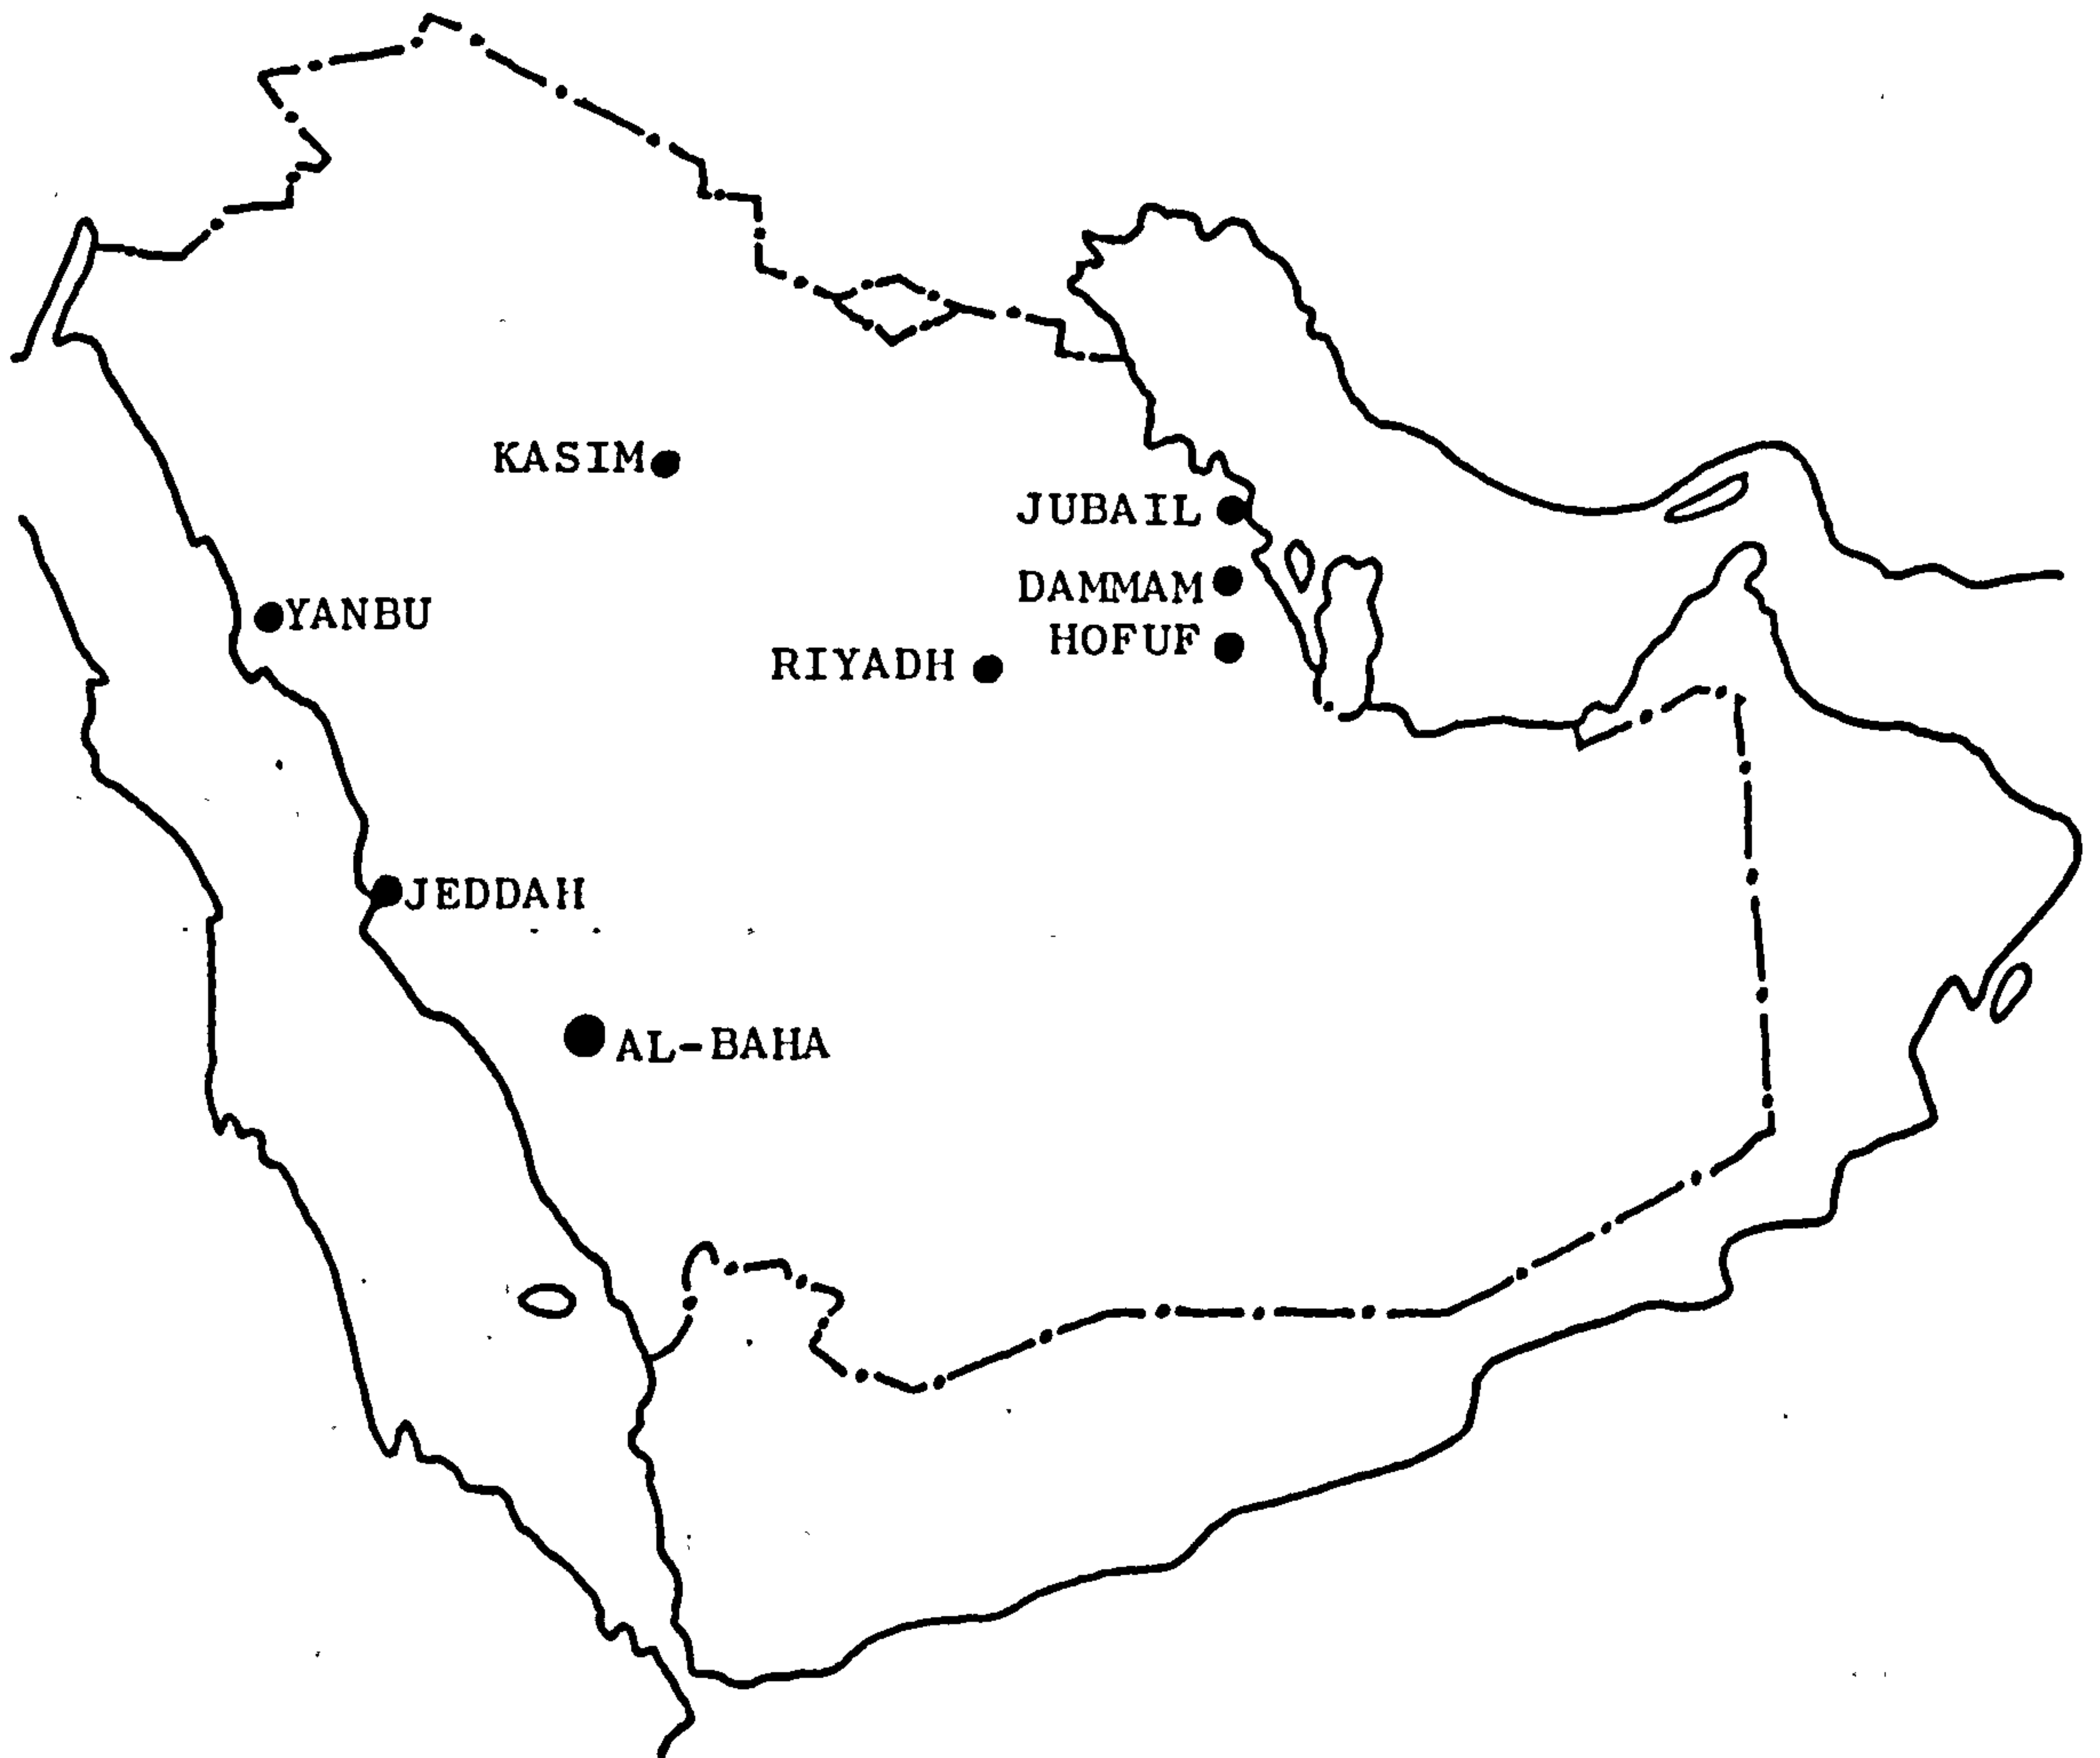 KASIM
JUBAIL
DAMMAM
YANBU
HOFUF
RIYADH
JEDDAH
AL-BAHA